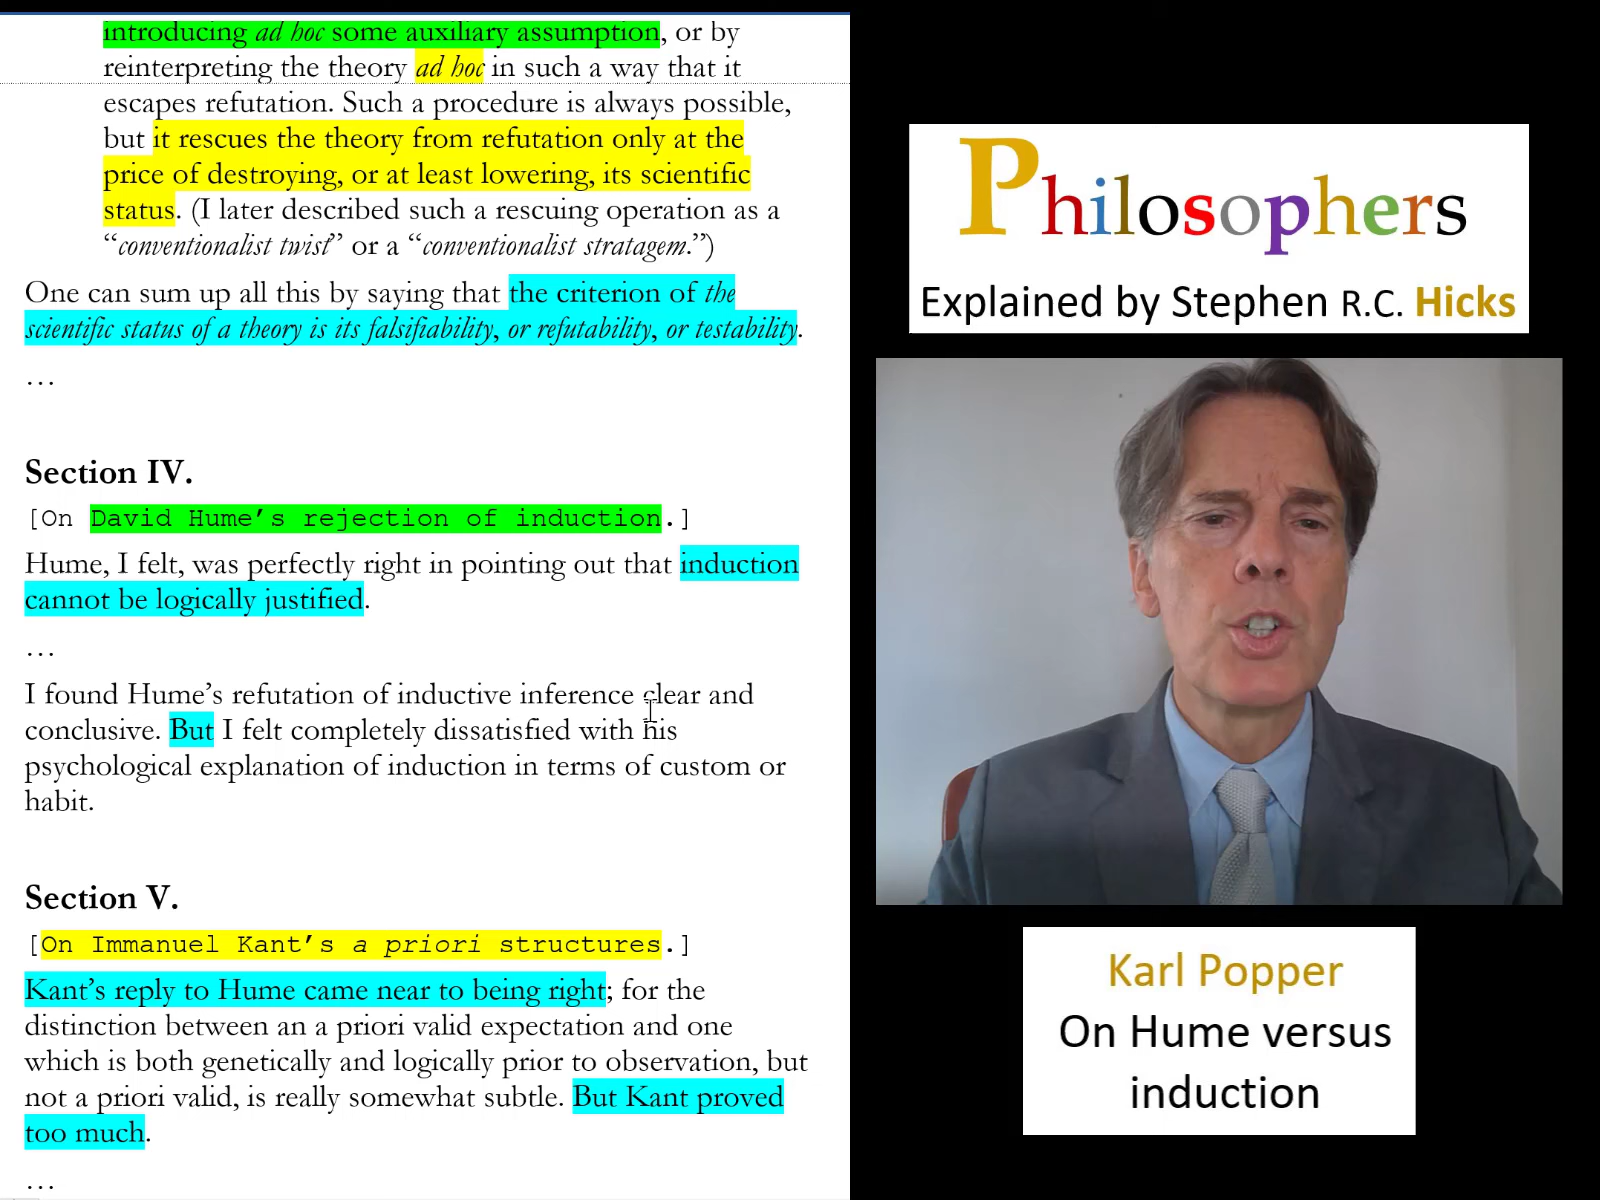 introducing ad hoc some auxiliary assumption, or by
reinterpreting the theory ad hoc in such a way that it
escapes refutation. Such a procedure is always possible,
but it rescues the theory from refutation only at the
price of destroying, or at least lowering, its scientific
status. (I later described such a rescuing operation as a
“conventionalist twist” or a “conventionalist stratagem.”)
One can sum up all this by saying that the criterion of the
scientific status of a theory is its falsifiability, or refutability, or testability.
…
Section IV.
[On David Hume’s rejection of induction.]
Hume, I felt, was perfectly right in pointing out that induction
cannot be logically justified.
…
I found Hume’s refutation of inductive inference clear and
conclusive. But I felt completely dissatisfied with his
psychological explanation of induction in terms of custom or
habit.
Section V.
[On Immanuel Kant’s a priori structures.]
Kant’s reply to Hume came near to being right; for the
distinction between an a priori valid expectation and one
which is both genetically and logically prior to observation, but
not a priori valid, is really somewhat subtle. But Kant proved
too much.
…
Philosophers
Explained by Stephen R.C. Hicks
Karl Popper
On Hume versus
induction